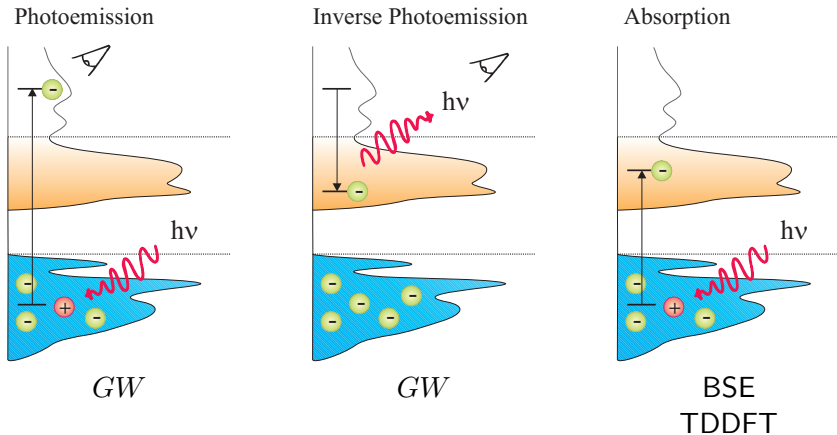 Photoemission
Inverse Photoemission
Absorption
-
hν
-
-
hν
hν
-
-
-
-
+
-
-
-
-
-
-
+
-
-
-
GW
GW
BSE
TDDFT